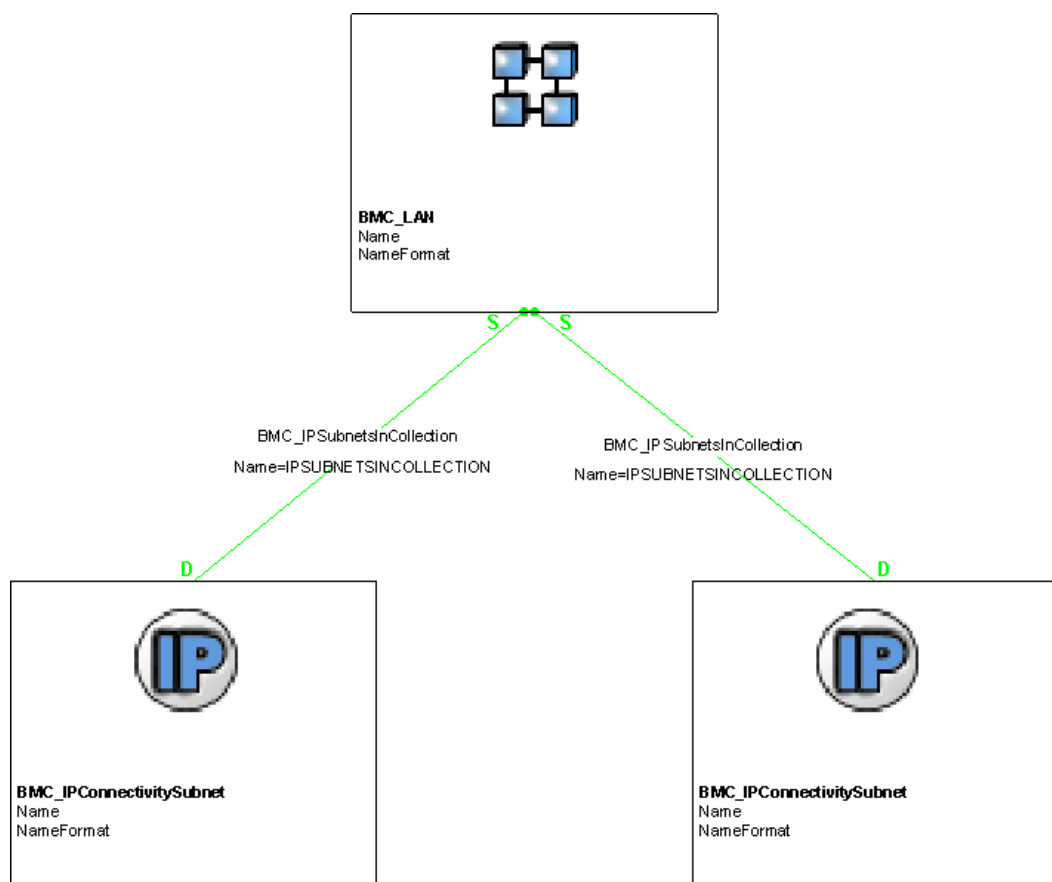 BMC_LAN
Name
NameFormat
S
S
BMC_IPSubnetsInCollection
Name=IPSUBNETSINCOLLECTION
BMC_IPSubnetsInCollection
Name=IPSUBNETSINCOLLECTION
D
D
IP
BMC_IPConnectivitySubnet
Name
NameFormat
IP
BMC_IPConnectivitySubnet
Name
NameFormat